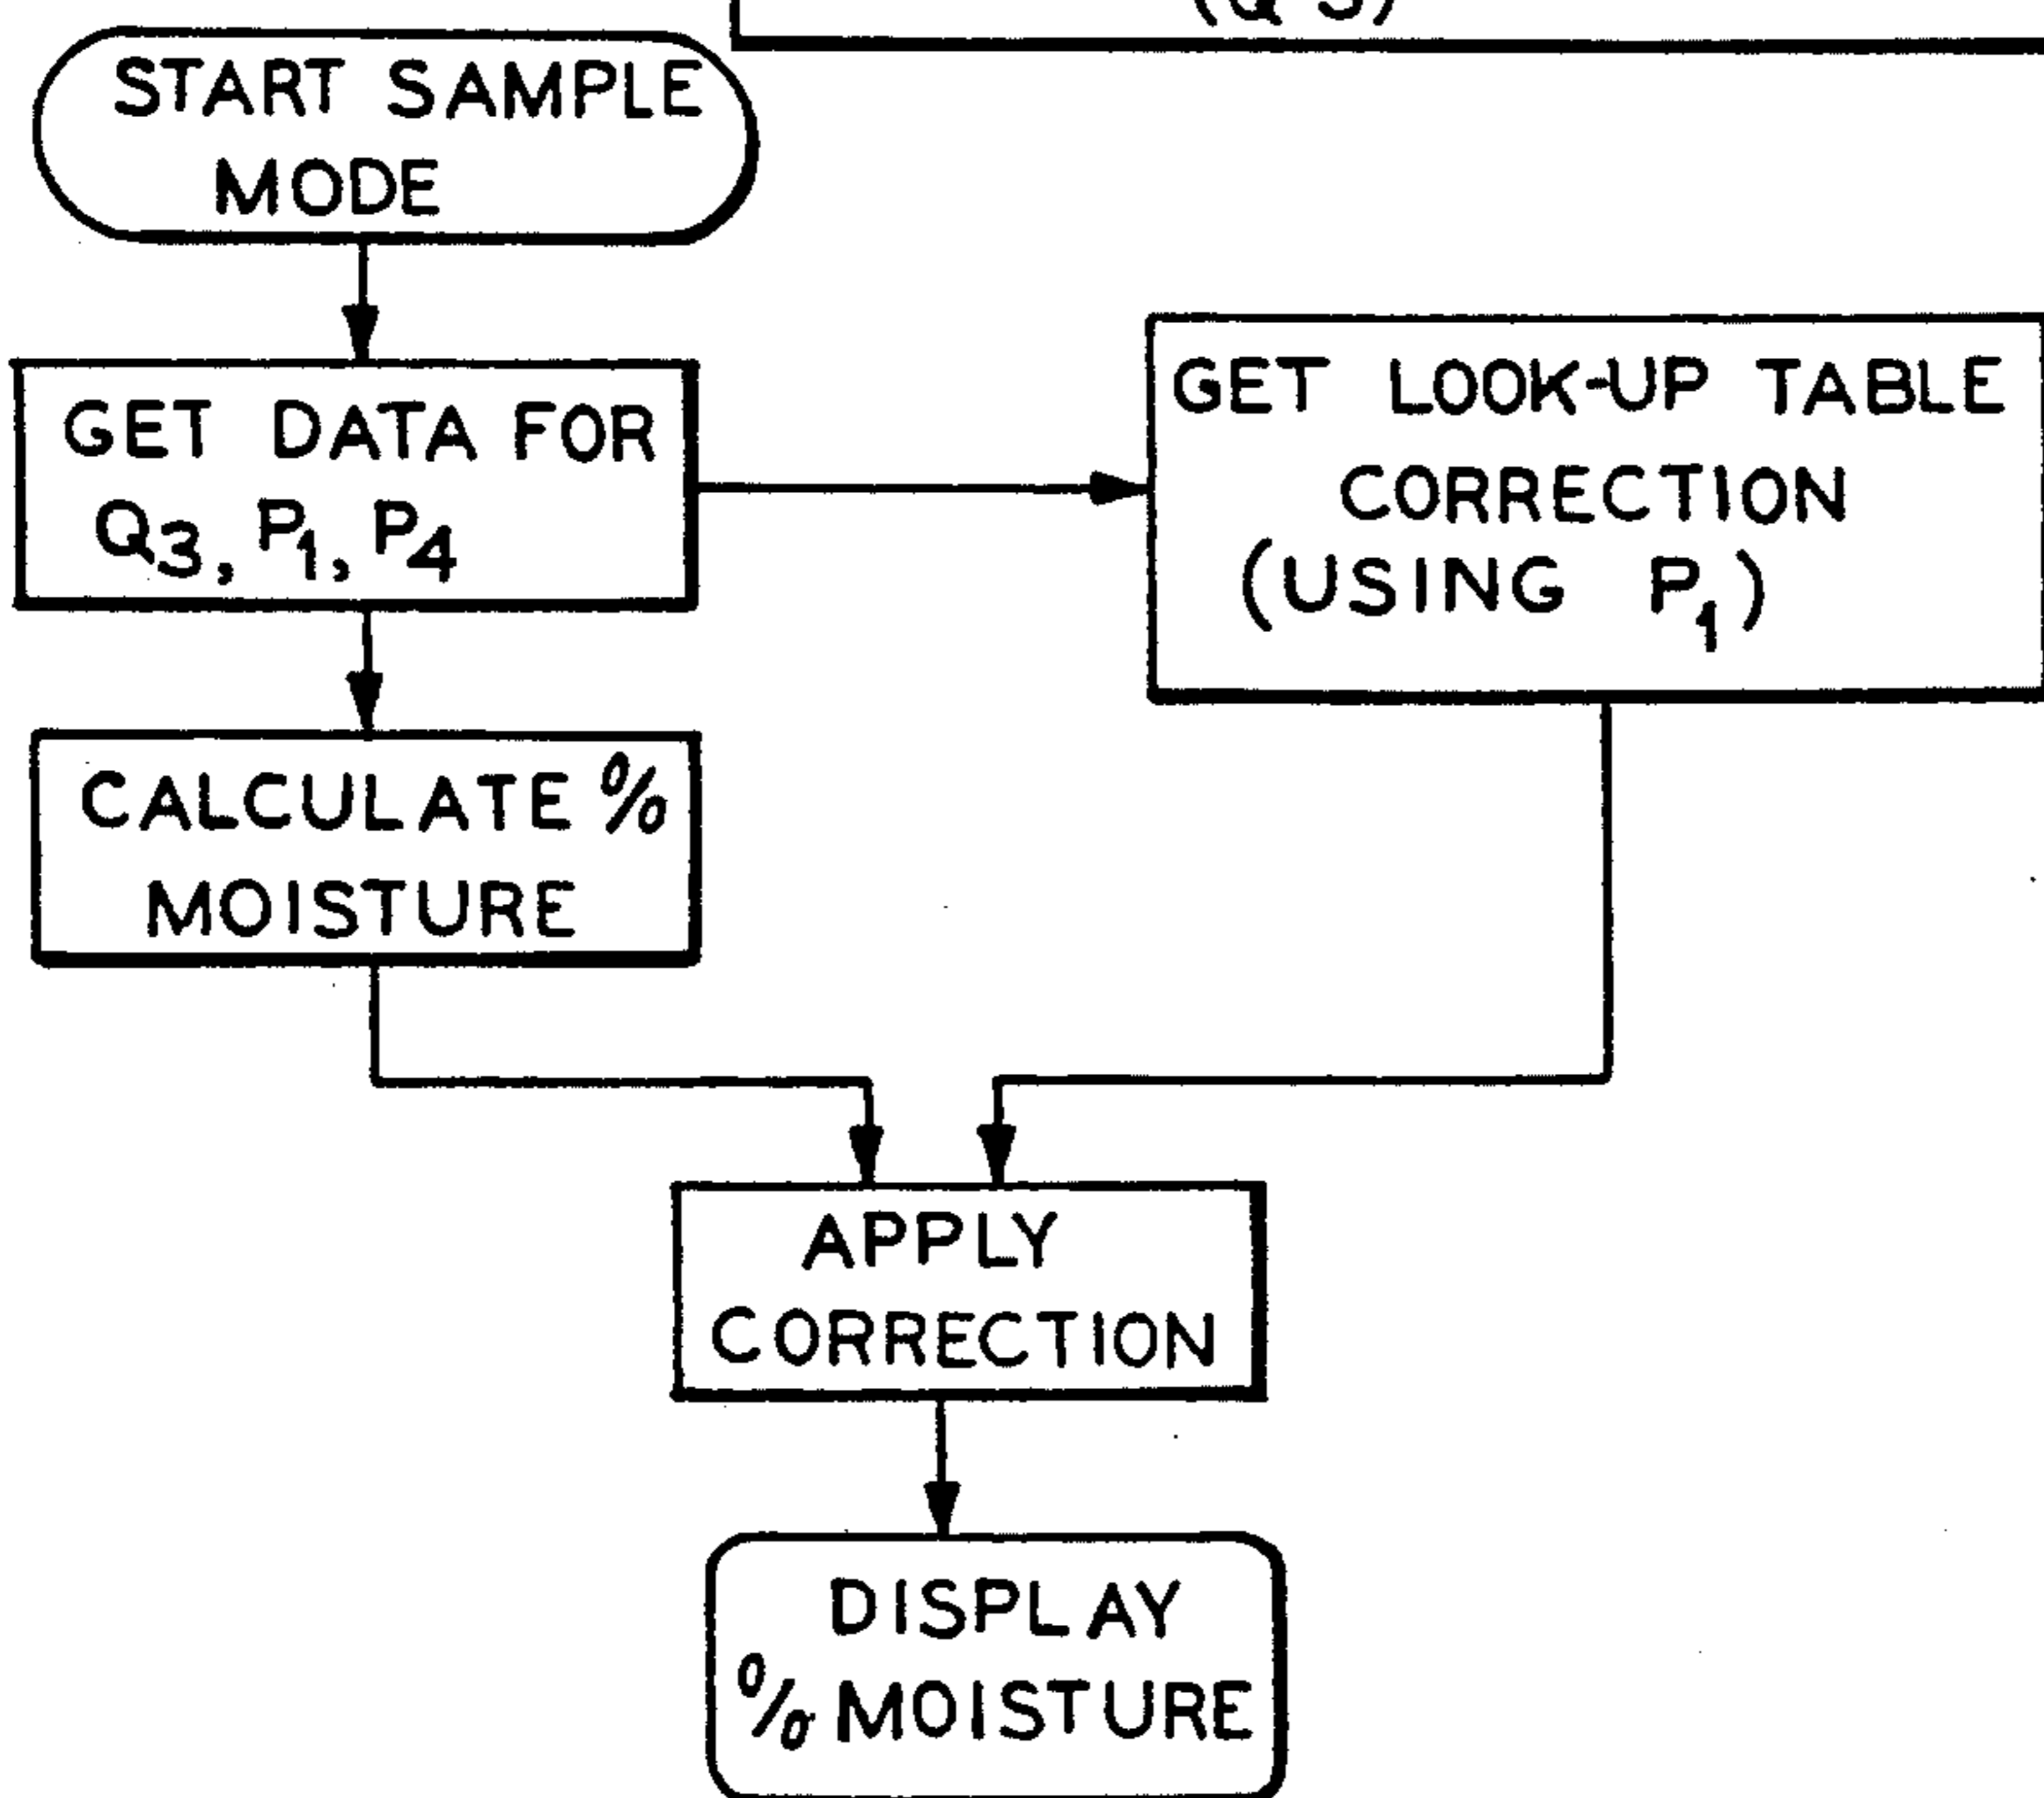 START SAMPLE
MODE
GET DATA FOR
Q3, P1, P4
GET LOOK-UP TABLE
CORRECTION
(USING P1)
CALCULATE %
MOISTURE
APPLY
CORRECTION
DISPLAY
% MOISTURE